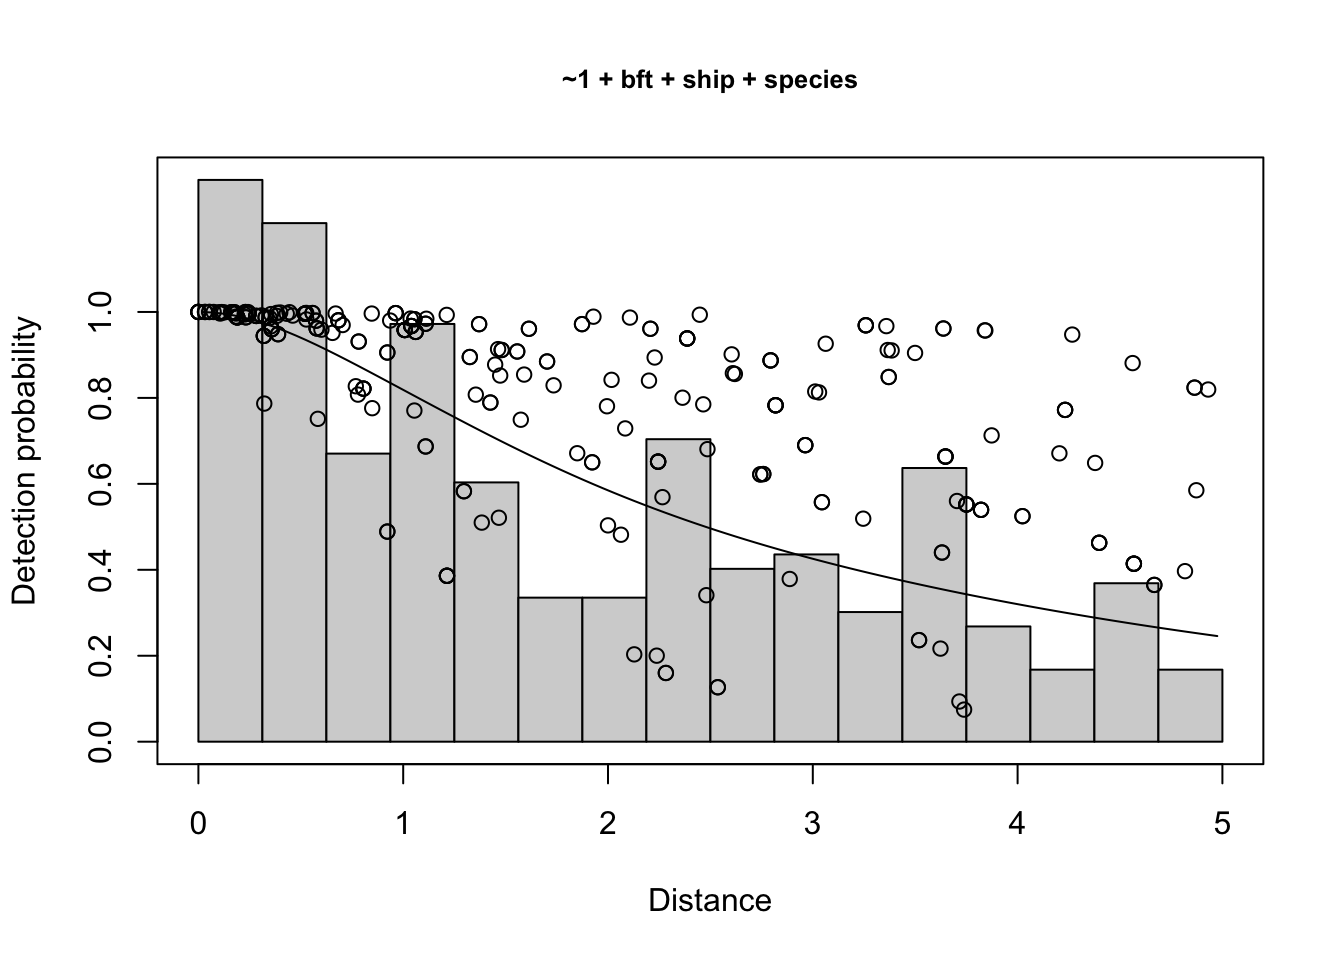 ~1 + bft + ship + species
Detection probability
1.0
0.8
0.6
0.4
0.2
0.0
0 1 2 3 4 5
Distance